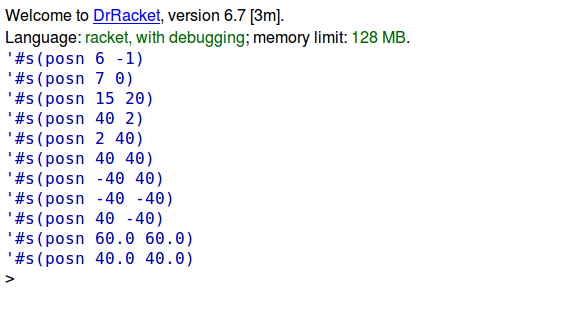 Welcome to DrRacket, version 6.7 [3m].
Language: racket, with debugging; memory limit: 128 MB.
'#s(posn 6 -1)
'#s(posn 7 0)
'#s(posn 15 20)
'#s(posn 40 2)
'#s(posn 2 40)
'#s(posn 40 40)
'#s(posn -40 40)
'#s(posn -40 -40)
'#s(posn 40 -40)
'#s(posn 60.0 60.0)
'#s(posn 40.0 40.0)
>